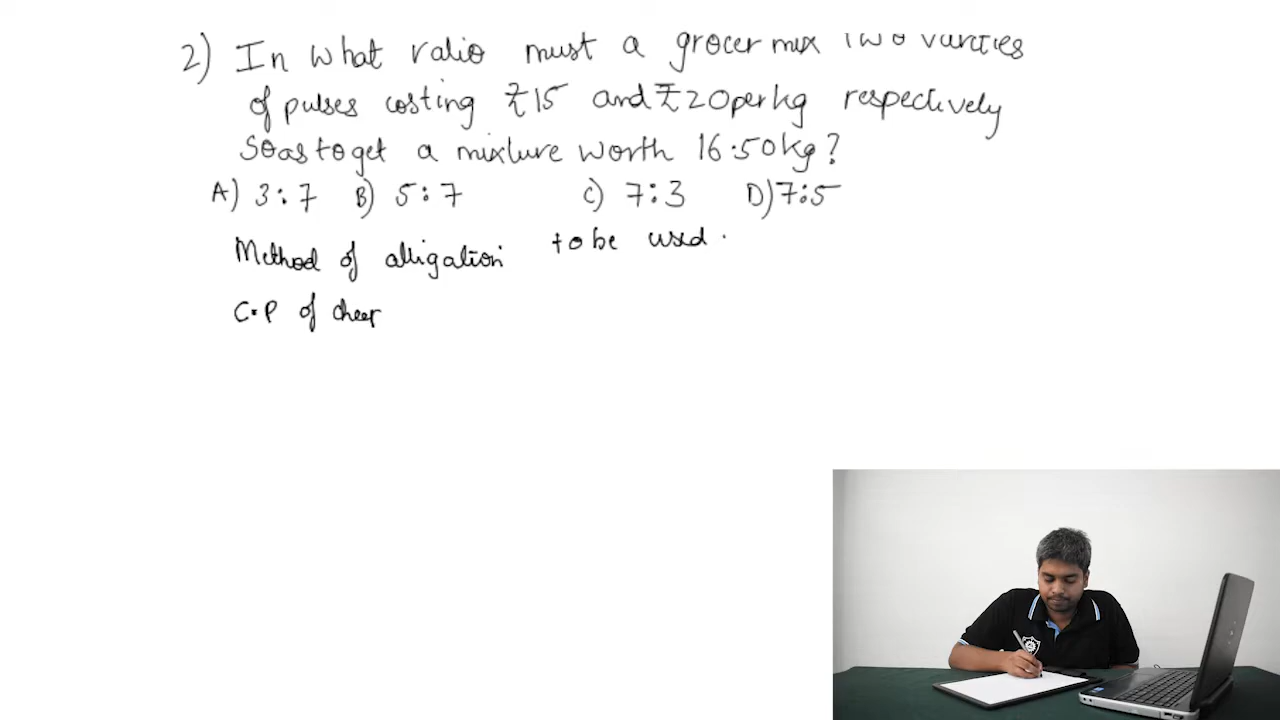 2) In what ratio must a grocer mix two varities
of pulses costing ₹15 and ₹20 per kg respectively
So as to get a mixture worth 16.50 kg?
A) 3:7 B) 5:7 C) 7:3 D) 7:5
Method of alligation to be used.
C.P of cheap